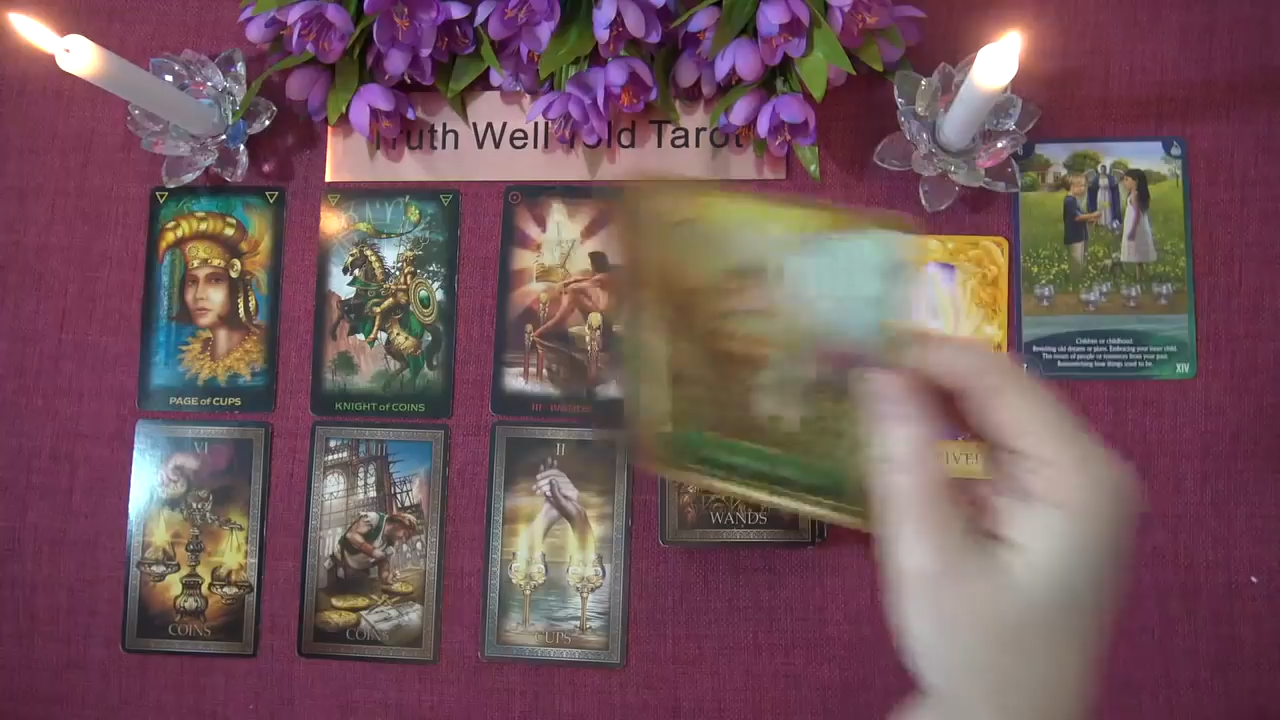 Truth Well Told Tarot
PAGE of CUPS
KNIGHT of COINS
III
Children or childhood
Revisiting old dreams or plans. Embracing your inner child.
The return of people or resources from your past.
Remembering how things used to be.
XIV
VI
COINS
COINS
II
CUPS
WANDS